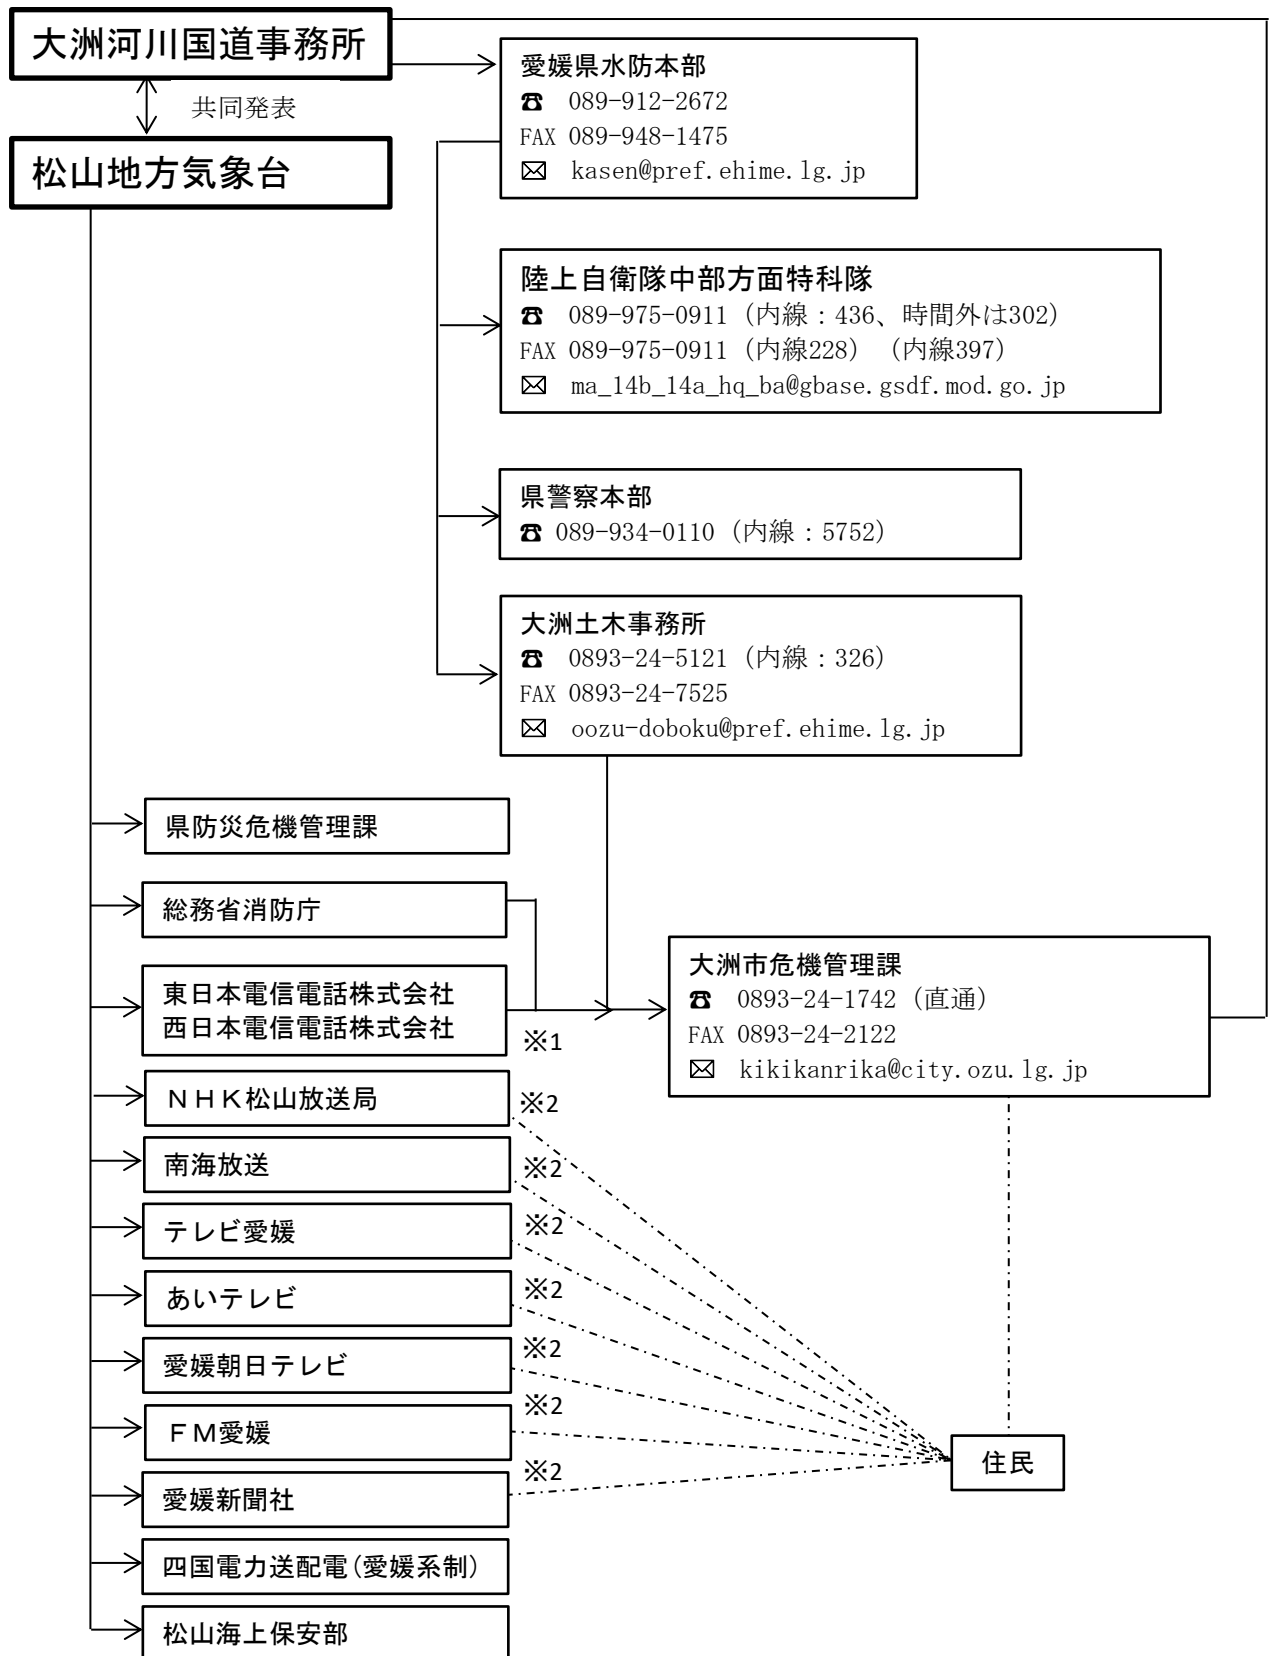 大洲河川国道事務所
共同発表
松山地方気象台
愛媛県水防本部
☎ 089-912-2672
FAX 089-948-1475
✉ kasen@pref.ehime.lg.jp
陸上自衛隊中部方面特科隊
☎ 089-975-0911（内線：436、時間外は302）
FAX 089-975-0911（内線228）（内線397）
✉ ma_14b_14a_hq_ba@gbase.gsdf.mod.go.jp
県警察本部
☎ 089-934-0110（内線：5752）
大洲土木事務所
☎ 0893-24-5121（内線：326）
FAX 0893-24-7525
✉ oozu-doboku@pref.ehime.lg.jp
県防災危機管理課
総務省消防庁
東日本電信電話株式会社
西日本電信電話株式会社
※1
大洲市危機管理課
☎ 0893-24-1742（直通）
FAX 0893-24-2122
✉ kikikanrika@city.ozu.lg.jp
ＮＨＫ松山放送局
※2
南海放送
※2
テレビ愛媛
※2
あいテレビ
※2
愛媛朝日テレビ
※2
ＦＭ愛媛
※2
愛媛新聞社
※2
住民
四国電力送配電（愛媛系制）
松山海上保安部